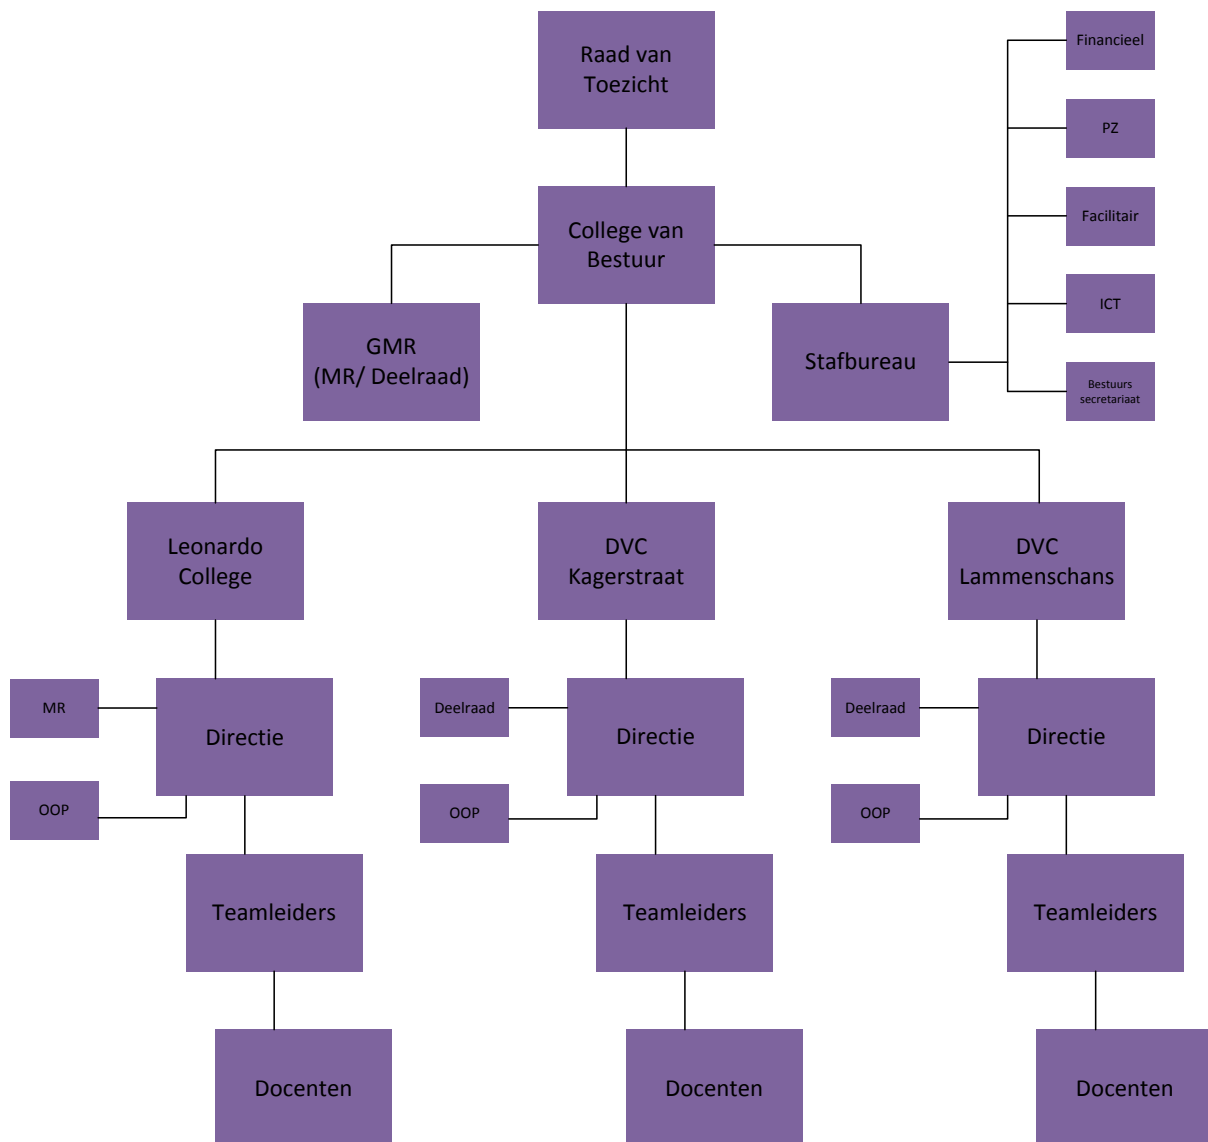 Raad van
Toezicht
Financieel
PZ
Facilitair
ICT
Bestuurs
secretariaat
College van
Bestuur
GMR
(MR/ Deelraad)
Stafbureau
Leonardo
College
DVC
Kagerstraat
DVC
Lammenschans
MR
Directie
OOP
Teamleiders
Docenten
Deelraad
Directie
OOP
Teamleiders
Docenten
Deelraad
Directie
OOP
Teamleiders
Docenten